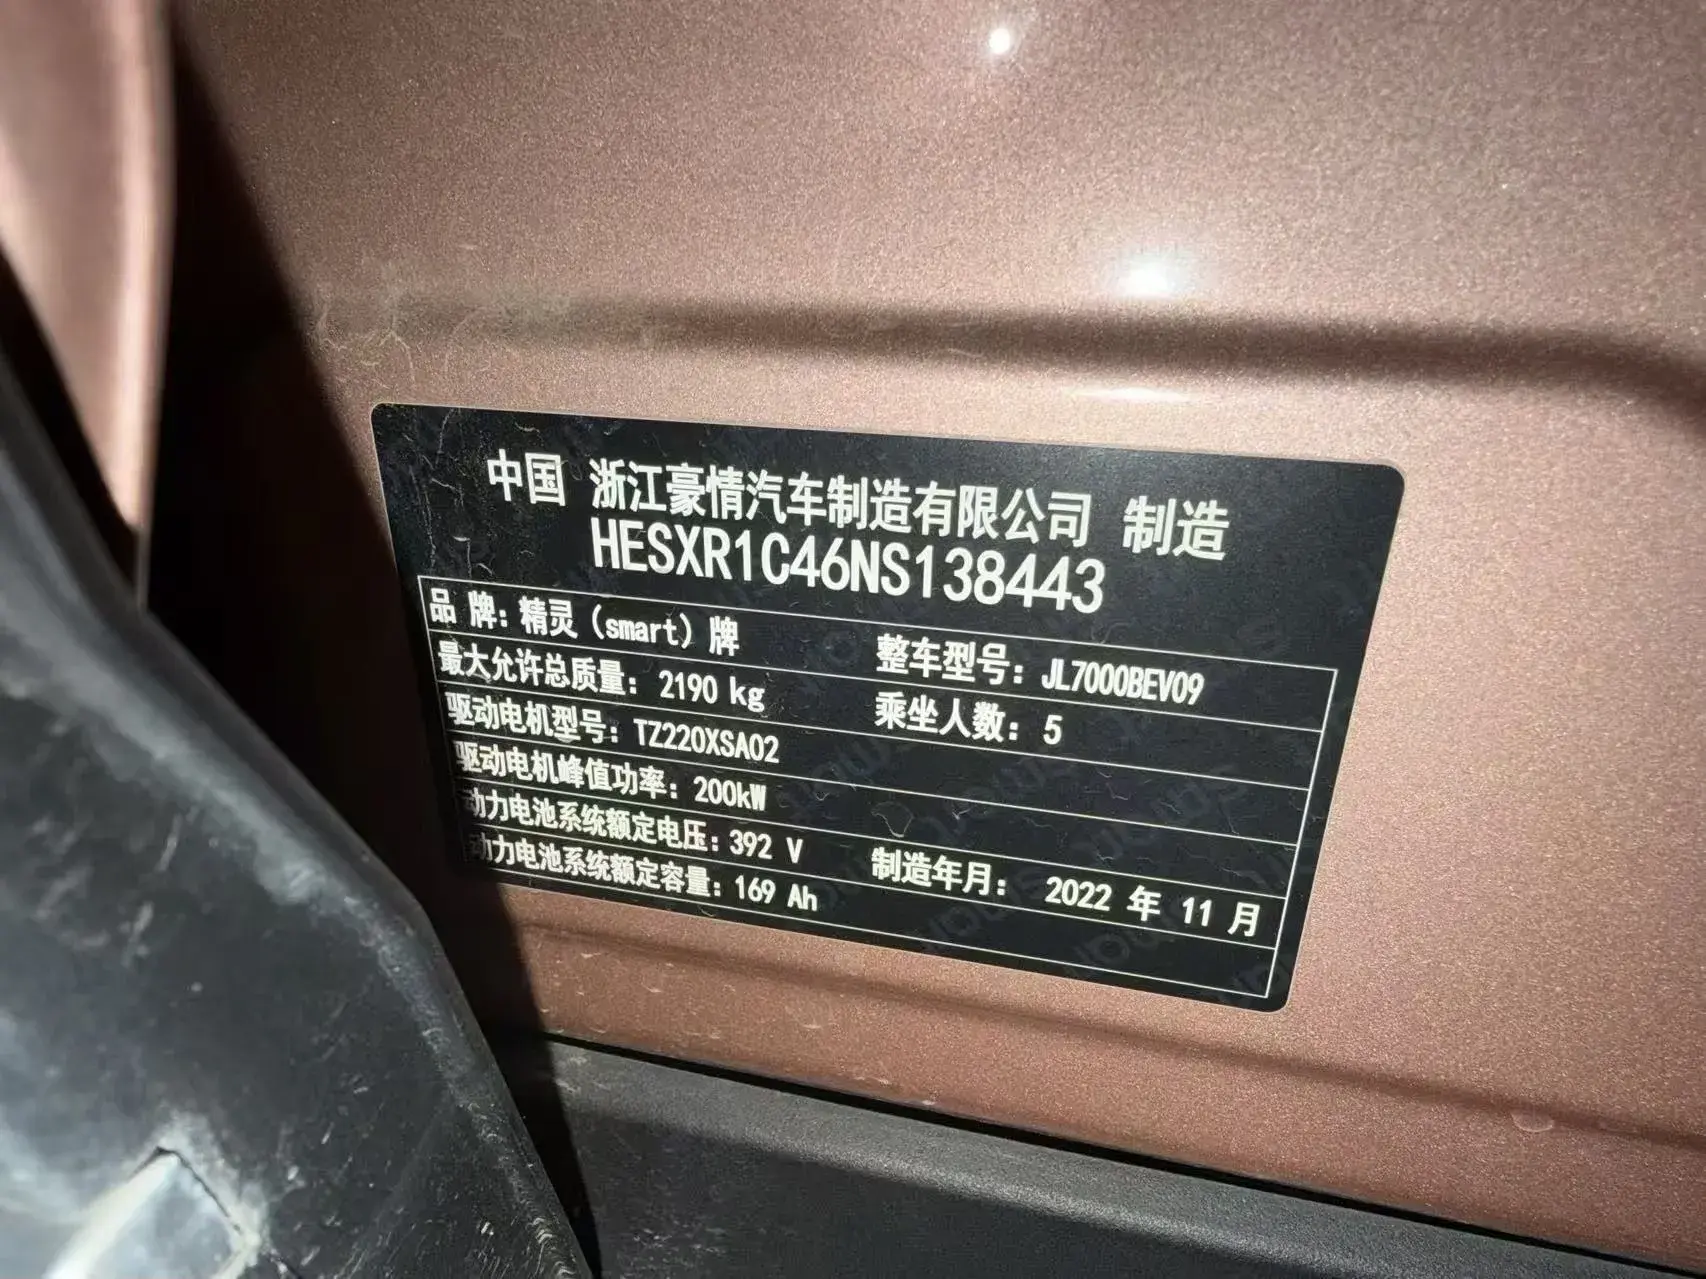 中国 浙江豪情汽车制造有限公司 制造
HESXR1C46NS138443
品 牌: 精灵 (smart) 牌 整车型号: JL7000BEV09
最大允许总质量: 2190 kg 乘坐人数: 5
驱动电机型号: TZ220XSA02
驱动电机峰值功率: 200kW
动力电池系统额定电压: 392 V 制造年月: 2022 年 11 月
动力电池系统额定容量: 169 Ah